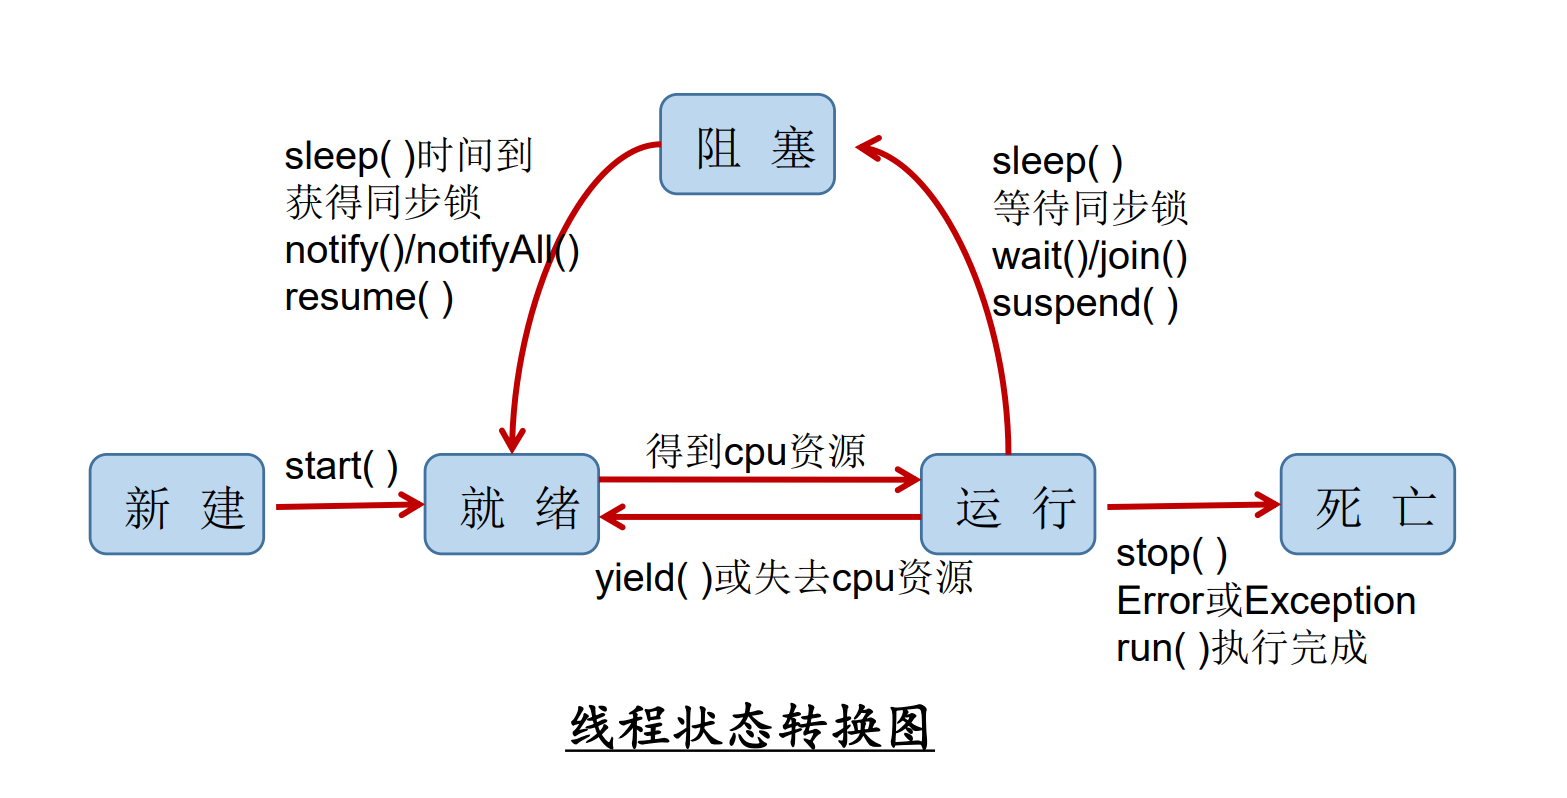 阻 塞
sleep( )时间到
获得同步锁
notify()/notifyAll()
resume( )
sleep( )
等待同步锁
wait()/join()
suspend( )
新 建
start( )
就 绪
得到cpu资源
yield( )或失去cpu资源
运 行
死 亡
stop( )
Error或Exception
run( )执行完成
线程状态转换图